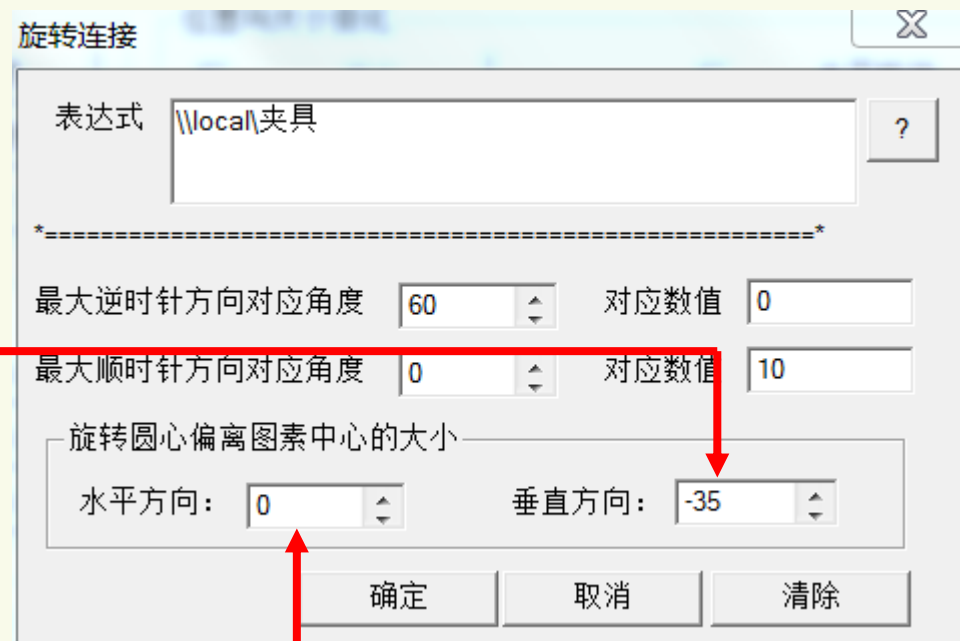 旋转连接
表达式 \\local\夹具 ?
*=======================================================*
最大逆时针方向对应角度 60 对应数值 0
最大顺时针方向对应角度 0 对应数值 10
旋转圆心偏离图素中心的大小
水平方向： 0 垂直方向： -35
确定 取消 清除